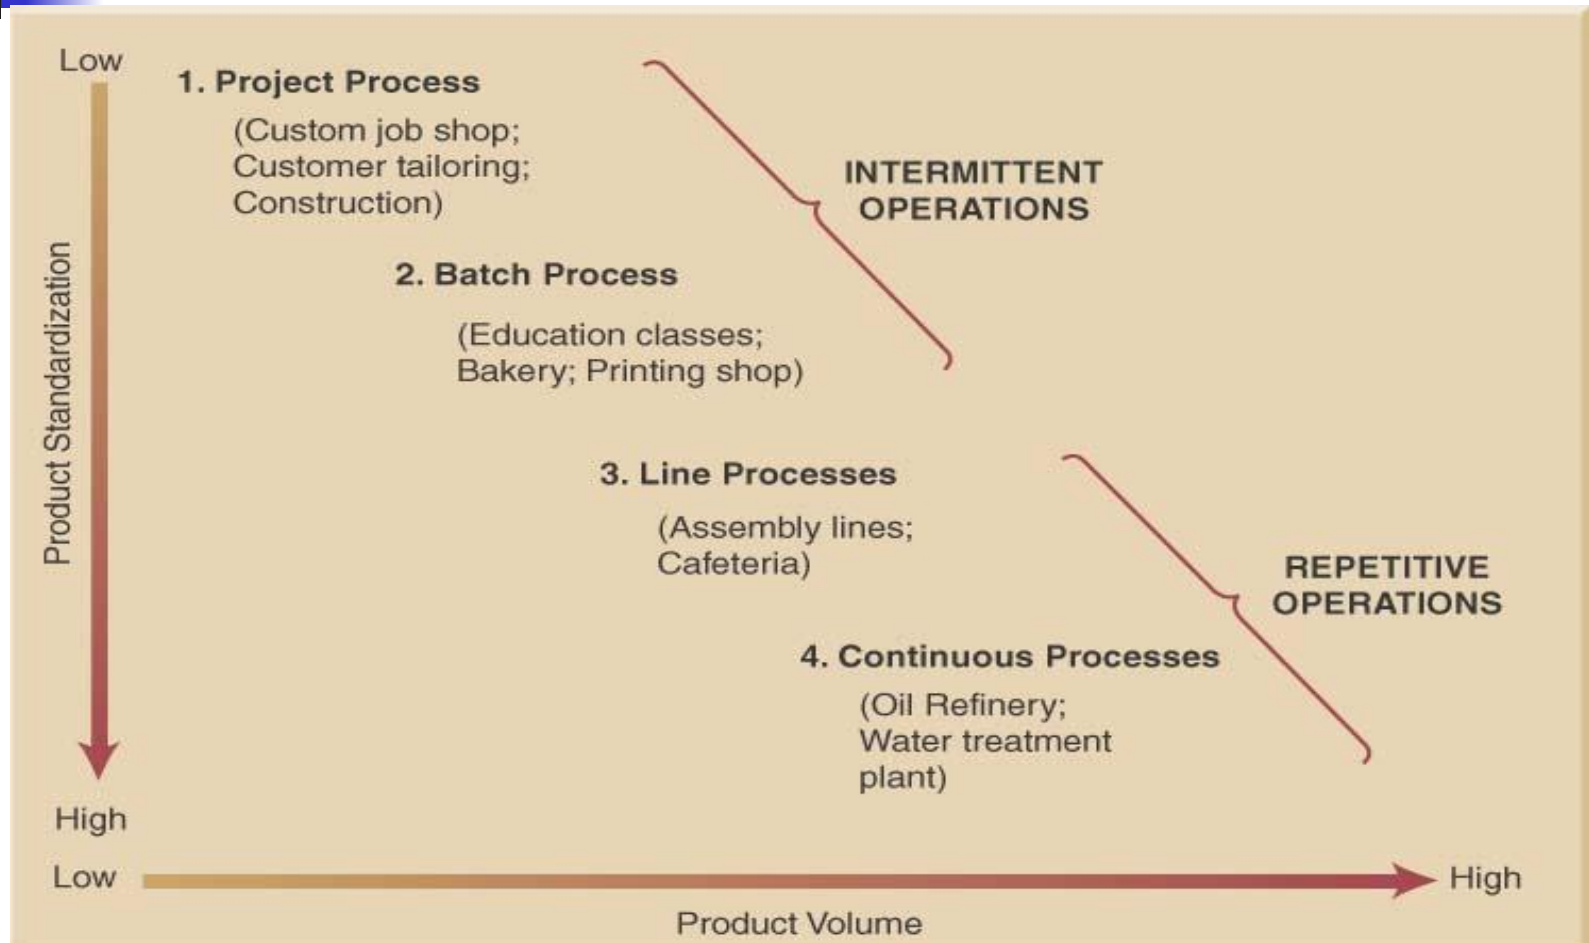 Low
1. Project Process
(Custom job shop;
Customer tailoring;
Construction)
INTERMITTENT
OPERATIONS
2. Batch Process
(Education classes;
Bakery; Printing shop)
Product Standardization
3. Line Processes
(Assembly lines;
Cafeteria)
REPETITIVE
OPERATIONS
4. Continuous Processes
(Oil Refinery;
Water treatment
plant)
High
Low
High
Product Volume